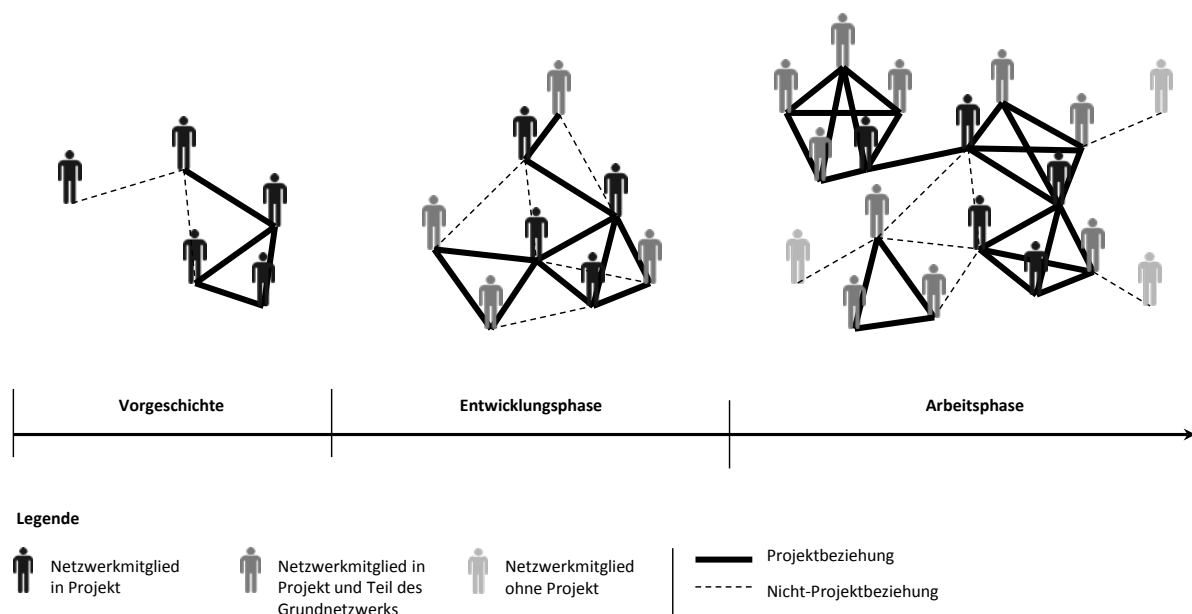 Vorgeschichte
Entwicklungsphase
Arbeitsphase
Legende
Netzwerkmitglied
in Projekt
Netzwerkmitglied in
Projekt und Teil des
Grundnetzwerks
Netzwerkmitglied
ohne Projekt
Projektbeziehung
Nicht-Projektbeziehung